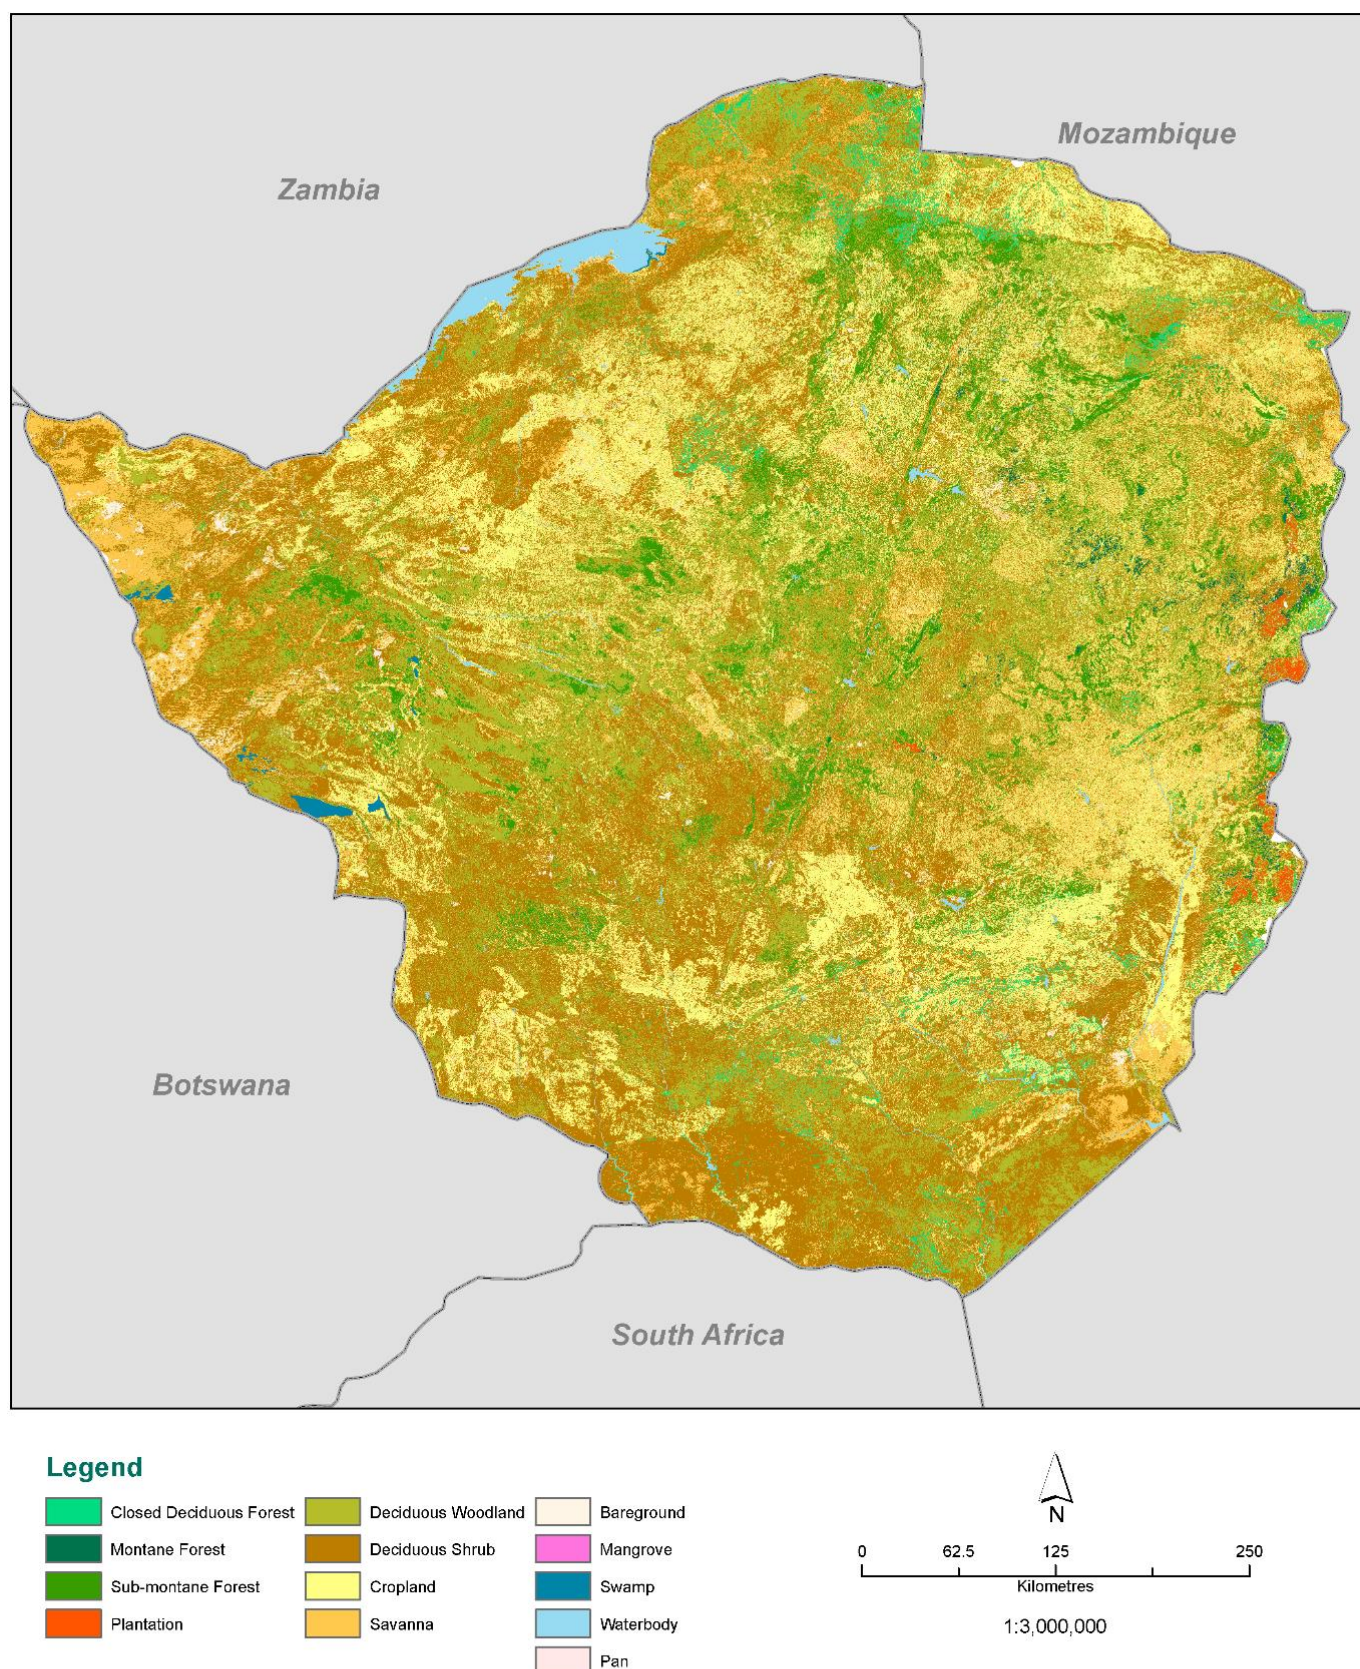 Mozambique
Zambia
Botswana
South Africa
Legend
Closed Deciduous Forest
Montane Forest
Sub-montane Forest
Plantation
Deciduous Woodland
Deciduous Shrub
Cropland
Savanna
Bareground
Mangrove
Swamp
Waterbody
Pan
N
0 62.5 125 250
Kilometres
1:3,000,000